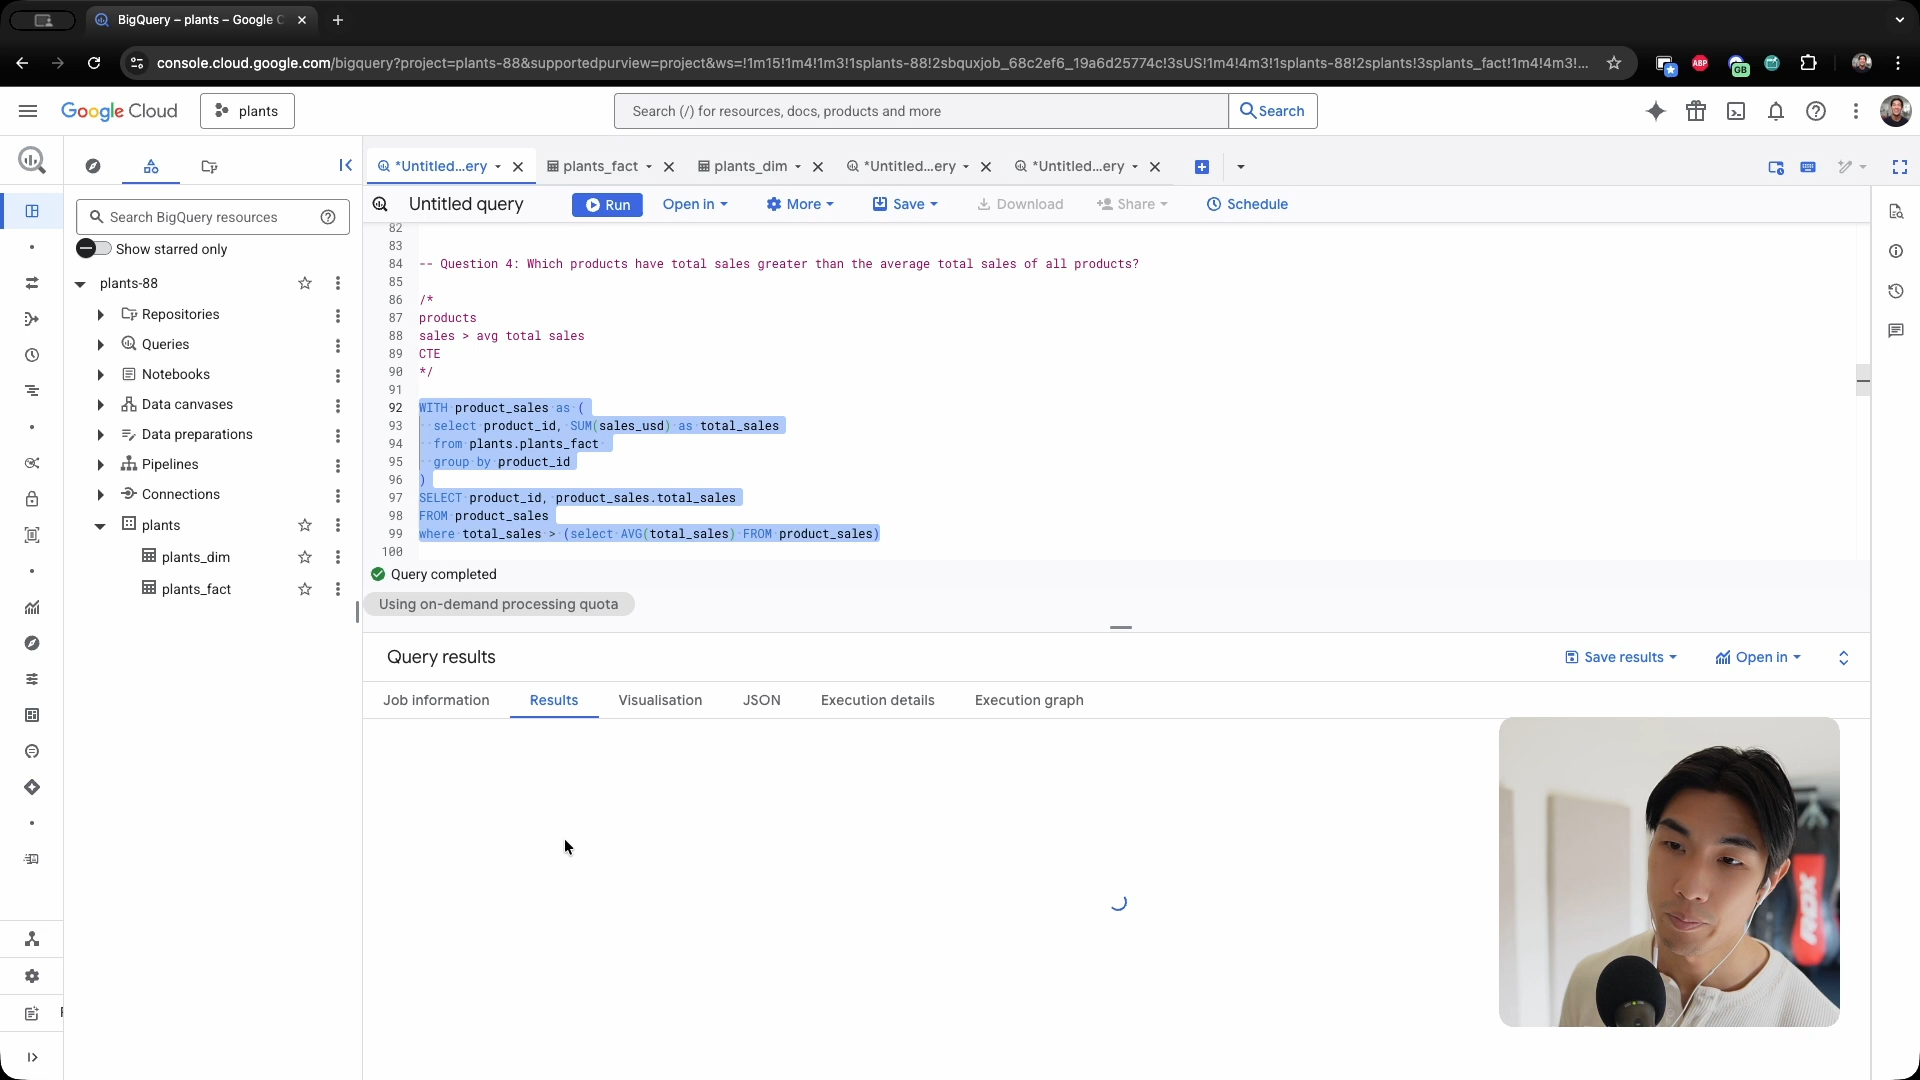 BigQuery – plants – Google C
console.cloud.google.com/bigquery?project=plants-88&supportedpurview=project&ws=!1m15!1m4!1m3!1splants-88!2sbquxjob_68c2ef6_19a6d25774c!3sUS!1m4!4m3!1splants-88!2splants!3splants_fact!1m4!4m3!...
ABP
GB
Google Cloud
plants
Search (/) for resources, docs, products and more
Search
*Untitled...ery
plants_fact
plants_dim
*Untitled...ery
*Untitled...ery
Search BigQuery resources
Show starred only
plants-88
Repositories
Queries
Notebooks
Data canvases
Data preparations
Pipelines
Connections
plants
plants_dim
plants_fact
Untitled query
Run
Open in
More
Save
Download
Share
Schedule
82
83
84 -- Question 4: Which products have total sales greater than the average total sales of all products?
85
86 /*
87 products
88 sales > avg total sales
89 CTE
90 */
91
92 WITH product_sales as (
93 select product_id, SUM(sales_usd) as total_sales
94 from plants.plants_fact
95 group by product_id
96 )
97 SELECT product_id, product_sales.total_sales
98 FROM product_sales
99 where total_sales > (select AVG(total_sales) FROM product_sales)
100
Query completed
Using on-demand processing quota
Query results
Save results
Open in
Job information
Results
Visualisation
JSON
Execution details
Execution graph
RDX